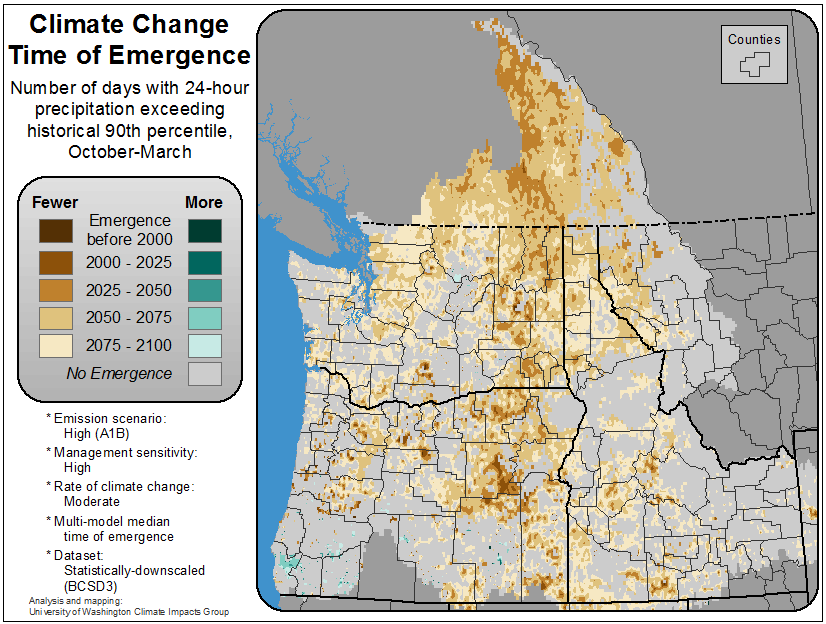 Climate Change
Time of Emergence
Number of days with 24-hour
precipitation exceeding
historical 90th percentile,
October-March
Fewer More
Emergence
before 2000
2000 - 2025
2025 - 2050
2050 - 2075
2075 - 2100
No Emergence
* Emission scenario:
High (A1B)
* Management sensitivity:
High
* Rate of climate change:
Moderate
* Multi-model median
time of emergence
* Dataset:
Statistically-downscaled
(BCSD3)
Analysis and mapping:
University of Washington Climate Impacts Group
Counties